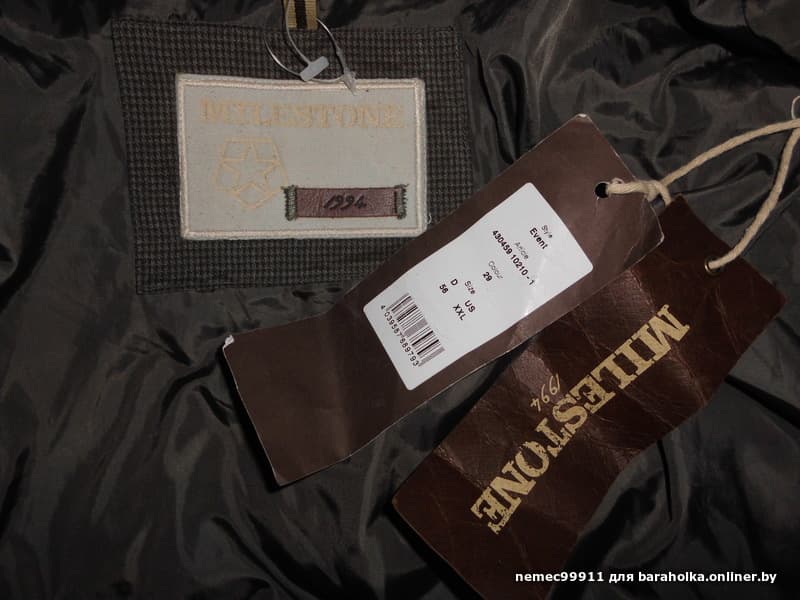 MILESTONE
1994
Style
Event
Article
430459 10210 - 1
Colour
29
Size
D US
56 XXL
4039587689793
MILESTONE
1994
nemec99911 для baraholka.onliner.by